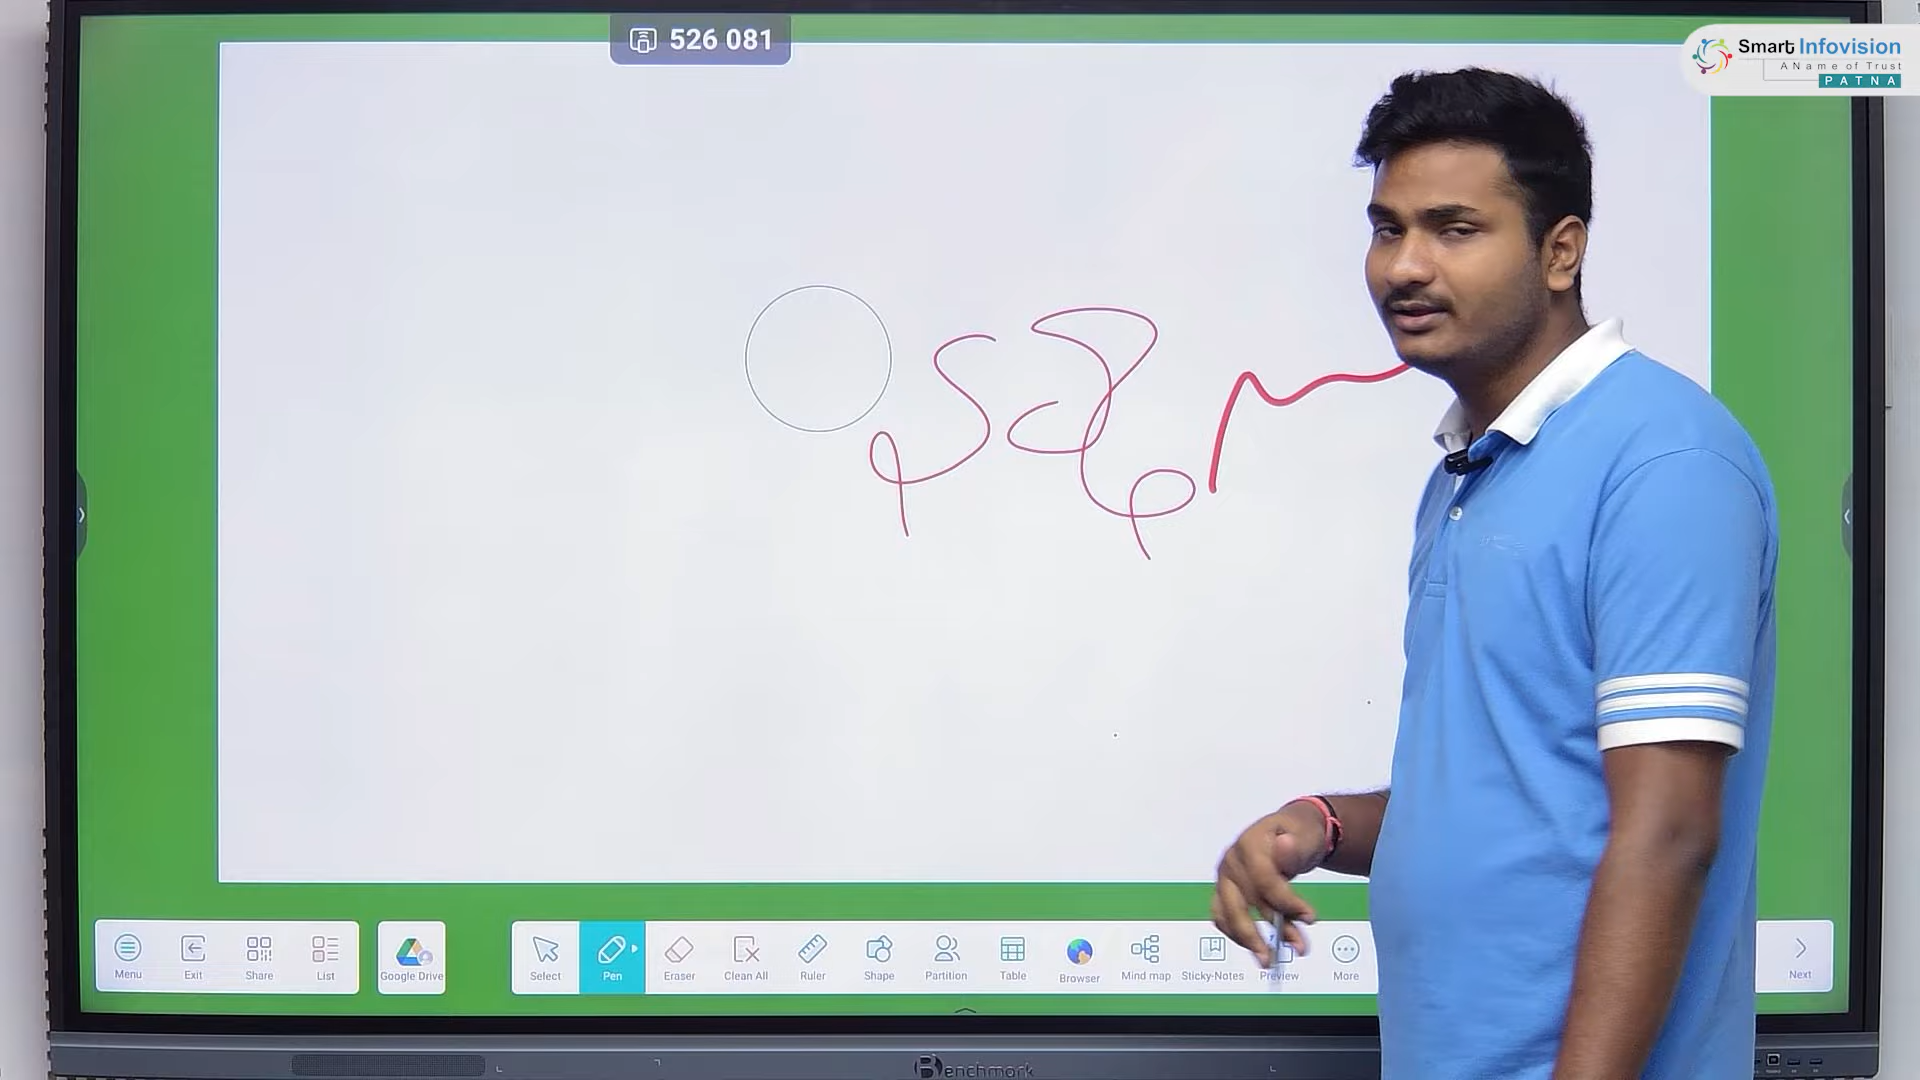 526 081
Smart Infovision
A Name of Trust
PATNA
Menu
Exit
Share
List
Google Drive
Select
Pen
Eraser
Clean All
Ruler
Shape
Partition
Table
Browser
Mind map
Sticky-Notes
Preview
More
Next
Benchmark